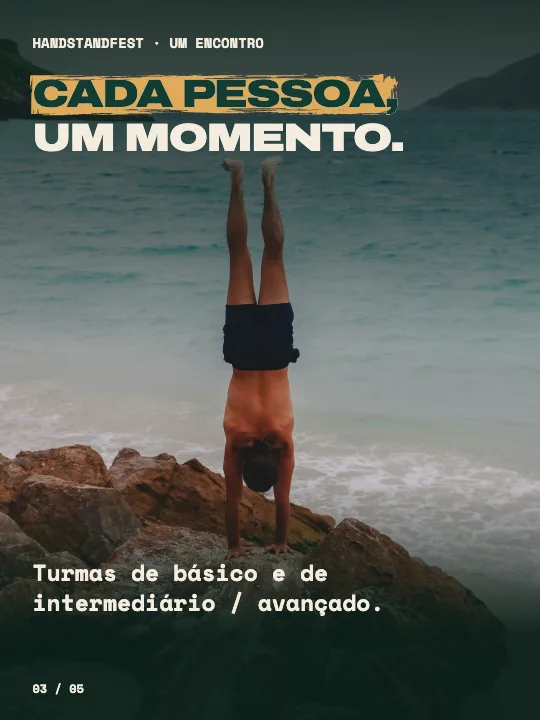 HANDSTANDFEST · UM ENCONTRO
CADA PESSOA,
UM MOMENTO.
Turmas de básico e de
intermediário / avançado.
03 / 05